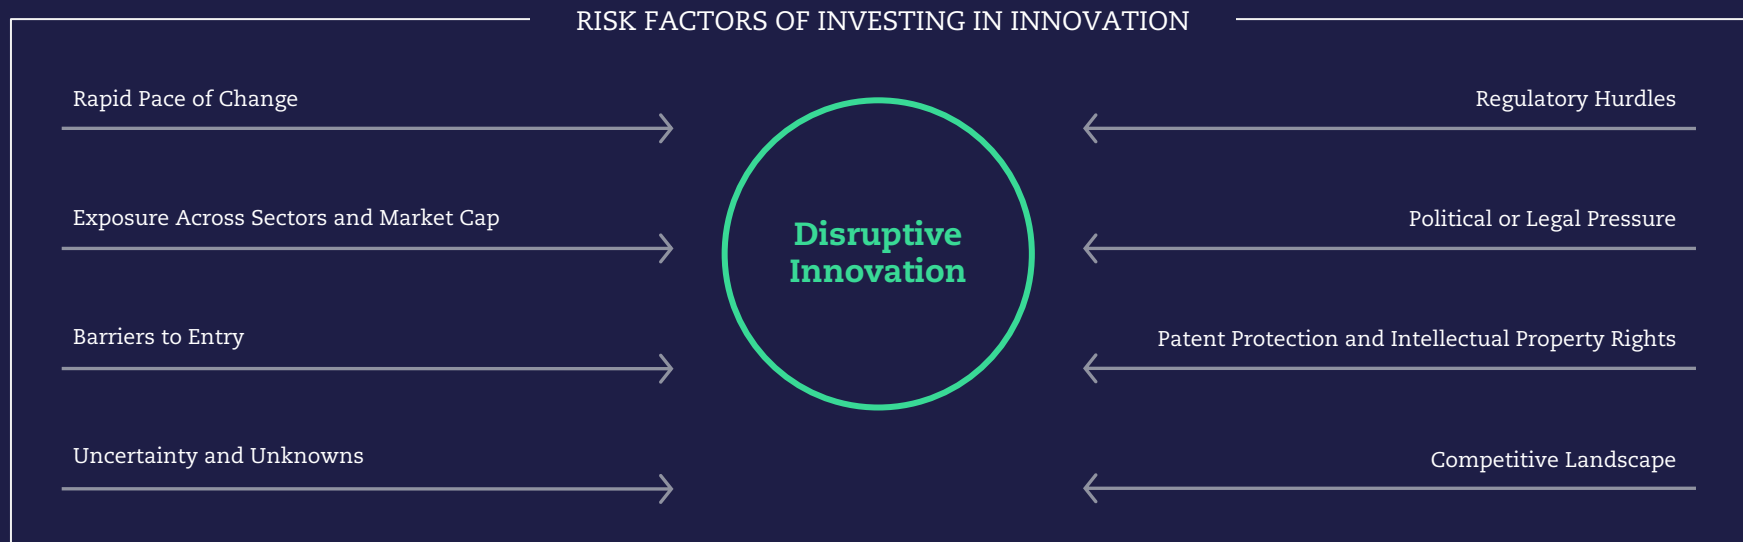 RISK FACTORS OF INVESTING IN INNOVATION
Rapid Pace of Change
Exposure Across Sectors and Market Cap
Barriers to Entry
Uncertainty and Unknowns
Disruptive
Innovation
Regulatory Hurdles
Political or Legal Pressure
Patent Protection and Intellectual Property Rights
Competitive Landscape